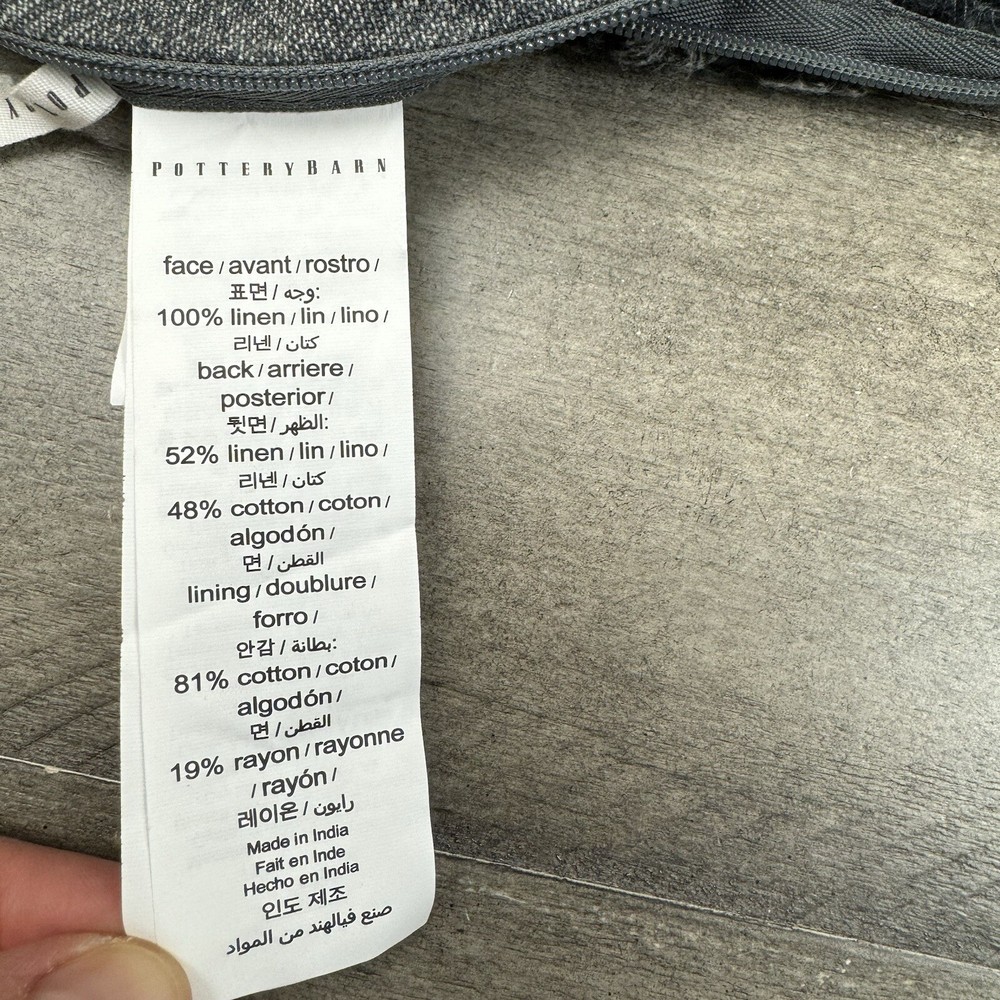 POTTERYBARN
face / avant / rostro /
표면 / وجه:
100% linen / lin / lino /
리넨 / كتان
back / arriere /
posterior /
뒷면 / الظهر:
52% linen / lin / lino /
리넨 / كتان
48% cotton / coton /
algodón /
면 / القطن
lining / doublure /
forro /
안감 / بطانة:
81% cotton / coton /
algodón /
면 / القطن
19% rayon / rayonne
/ rayón /
레이온 / رايون
Made in India
Fait en Inde
Hecho en India
인도 제조
صنع فيالهند من المواد